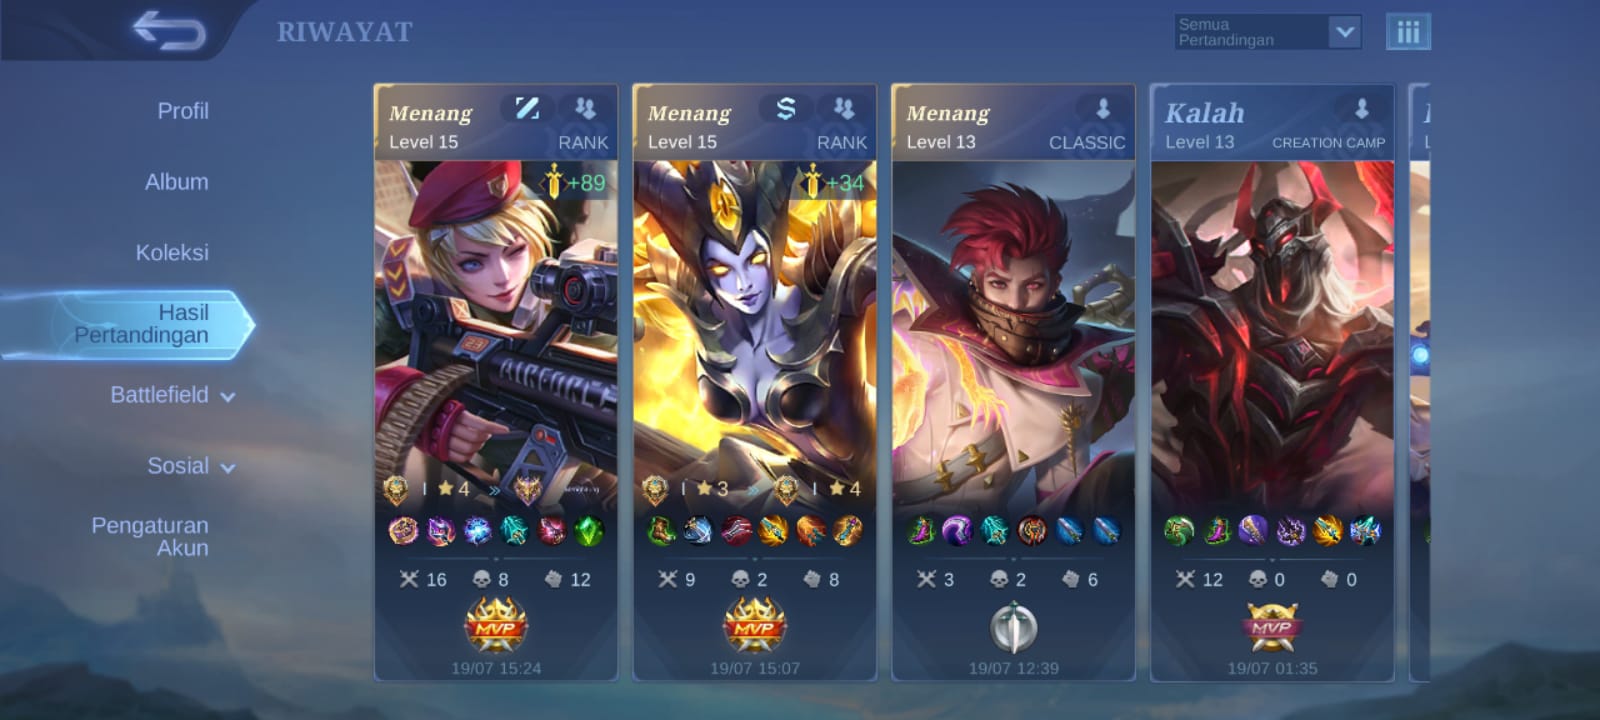 RIWAYAT
Semua
Pertandingan
Profil
Album
Koleksi
Hasil
Pertandingan
Battlefield
Sosial
Pengaturan
Akun
Menang
Level 15
RANK
+89
23
AIRFORCE
I ★4 »
16 8 12
MVP
19/07 15:24
Menang
Level 15
RANK
+34
I ★3 » I ★4
9 2 8
MVP
19/07 15:07
Menang
Level 13
CLASSIC
3 2 6
19/07 12:39
Kalah
Level 13
CREATION CAMP
12 0 0
MVP
19/07 01:35